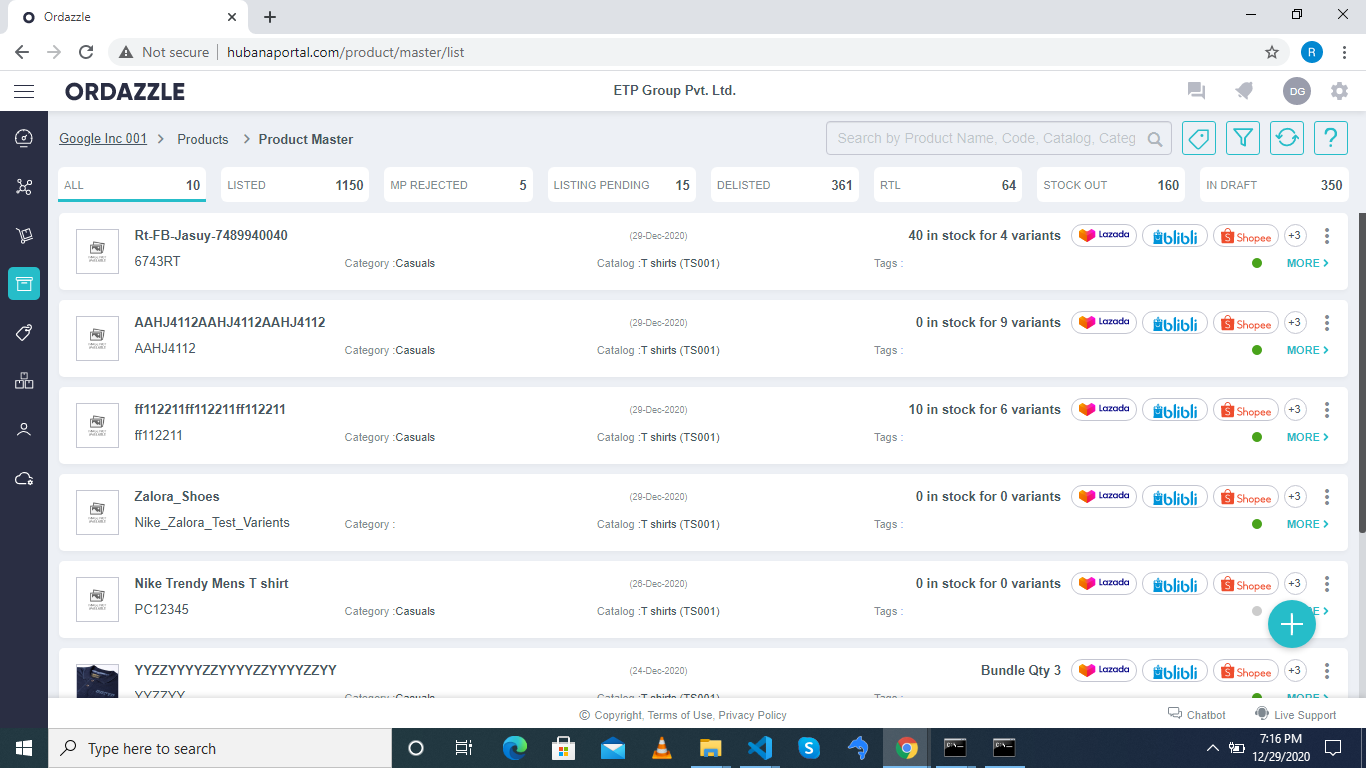 Ordazzle
Not secure hubanaportal.com/product/master/list R
ORDAZZLE ETP Group Pvt. Ltd. DG
Google Inc 001 > Products > Product Master Search by Product Name, Code, Catalog, Categ ?
ALL 10 LISTED 1150 MP REJECTED 5 LISTING PENDING 15 DELISTED 361 RTL 64 STOCK OUT 160 IN DRAFT 350
Rt-FB-Jasuy-7489940040 (29-Dec-2020) 40 in stock for 4 variants Lazada blibli Shopee +3
6743RT Category :Casuals Catalog :T shirts (TS001) Tags : MORE >
AAHJ4112AAHJ4112AAHJ4112 (29-Dec-2020) 0 in stock for 9 variants Lazada blibli Shopee +3
AAHJ4112 Category :Casuals Catalog :T shirts (TS001) Tags : MORE >
ff112211ff112211ff112211 (29-Dec-2020) 10 in stock for 6 variants Lazada blibli Shopee +3
ff112211 Category :Casuals Catalog :T shirts (TS001) Tags : MORE >
Zalora_Shoes (29-Dec-2020) 0 in stock for 0 variants Lazada blibli Shopee +3
Nike_Zalora_Test_Varients Category : Catalog :T shirts (TS001) Tags : MORE >
Nike Trendy Mens T shirt (28-Dec-2020) 0 in stock for 0 variants Lazada blibli Shopee +3
PC12345 Category :Casuals Catalog :T shirts (TS001) Tags :
YYZZYYYYZZYYYYZZYYYYZZYY (24-Dec-2020) Bundle Qty 3 Lazada blibli Shopee +3
YYZZYY Category :Casuals Catalog :T shirts (TS001) Tags : MORE >
© Copyright, Terms of Use, Privacy Policy Chatbot Live Support
Type here to search 7:16 PM
12/29/2020